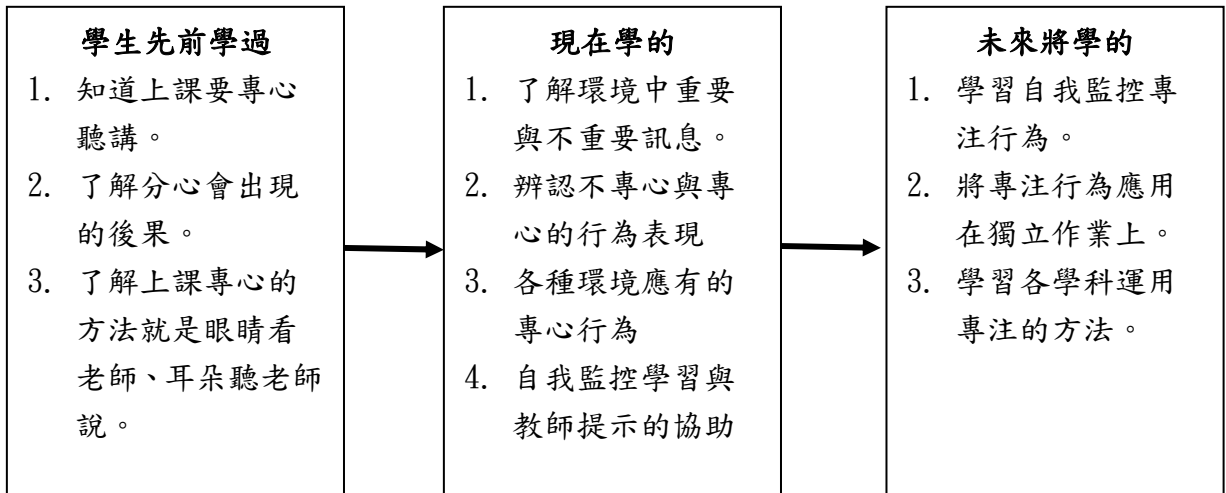 學生先前學過
1. 知道上課要專心
聽講。
2. 了解分心會出現
的後果。
3. 了解上課專心的
方法就是眼睛看
老師、耳朵聽老師
說。
現在學的
1. 了解環境中重要
與不重要訊息。
2. 辨認不專心與專
心的行為表現
3. 各種環境應有的
專心行為
4. 自我監控學習與
教師提示的協助
未來將學的
1. 學習自我監控專
注行為。
2. 將專注行為應用
在獨立作業上。
3. 學習各學科運用
專注的方法。